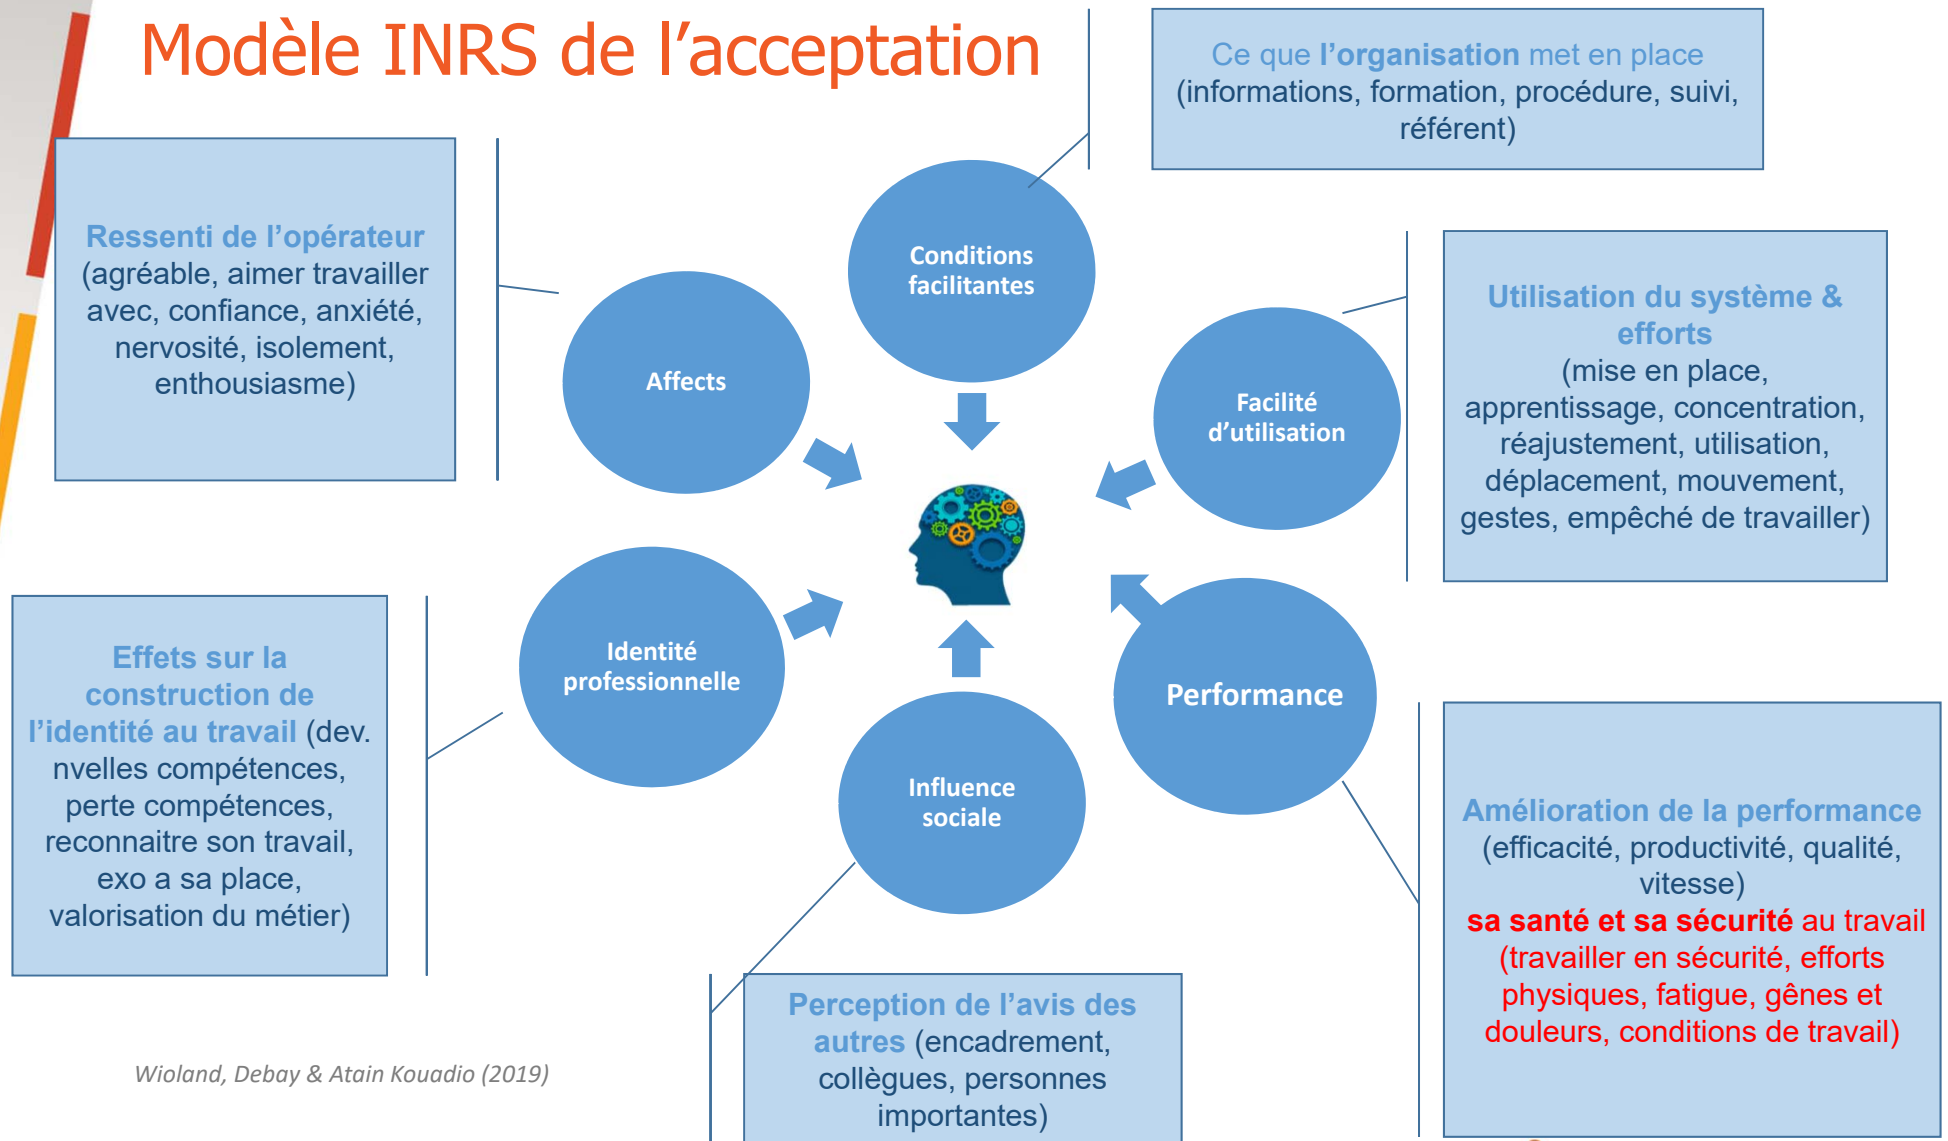 Modèle INRS de l’acceptation
Ce que l’organisation met en place
(informations, formation, procédure, suivi,
référent)
Ressenti de l’opérateur
(agréable, aimer travailler
avec, confiance, anxiété,
nervosité, isolement,
enthousiasme)
Conditions
facilitantes
Affects
Facilité
d’utilisation
Utilisation du système &
efforts
(mise en place,
apprentissage, concentration,
réajustement, utilisation,
déplacement, mouvement,
gestes, empêché de travailler)
Effets sur la
construction de
l’identité au travail (dev.
nvelles compétences,
perte compétences,
reconnaitre son travail,
exo a sa place,
valorisation du métier)
Identité
professionnelle
Performance
Influence
sociale
Amélioration de la performance
(efficacité, productivité, qualité,
vitesse)
sa santé et sa sécurité au travail
(travailler en sécurité, efforts
physiques, fatigue, gênes et
douleurs, conditions de travail)
Perception de l’avis des
autres (encadrement,
collègues, personnes
importantes)
Wioland, Debay & Atain Kouadio (2019)